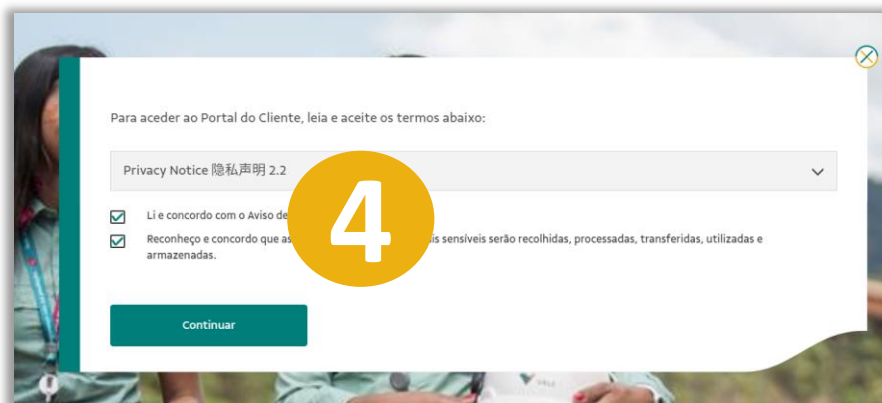 Para aceder ao Portal do Cliente, leia e aceite os termos abaixo:
Privacy Notice 隐私声明 2.2
Li e concordo com o Aviso de
4
Reconheço e concordo que as is sensíveis serão recolhidas, processadas, transferidas, utilizadas e
armazenadas.
Continuar
VALE